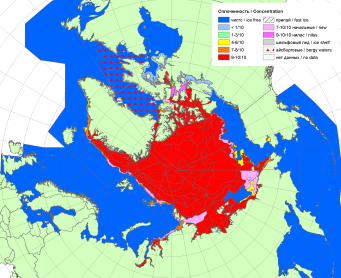 Сплоченность / Concentration
чисто / ice free
< 1/10
1-3/10
4-6/10
7-8/10
9-10/10
припай / fast ice
7-10/10 начальные / new
9-10/10 нилас / nilas
шельфовый лед / ice shelf
айсберговые / bergy waters
нет данных / no data